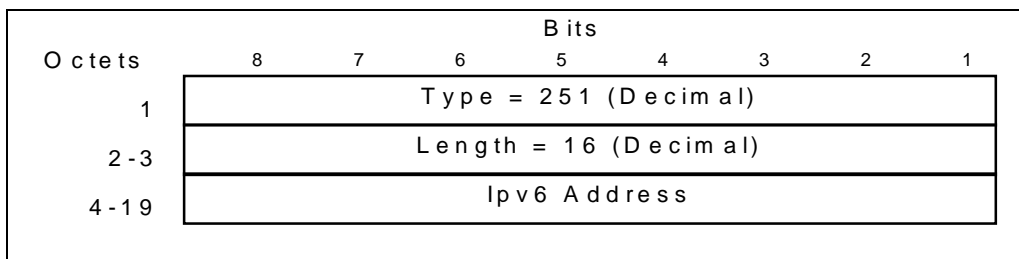 Bits
Octets 8 7 6 5 4 3 2 1
1 Type = 251 (Decimal)
2-3 Length = 16 (Decimal)
4-19 Ipv6 Address